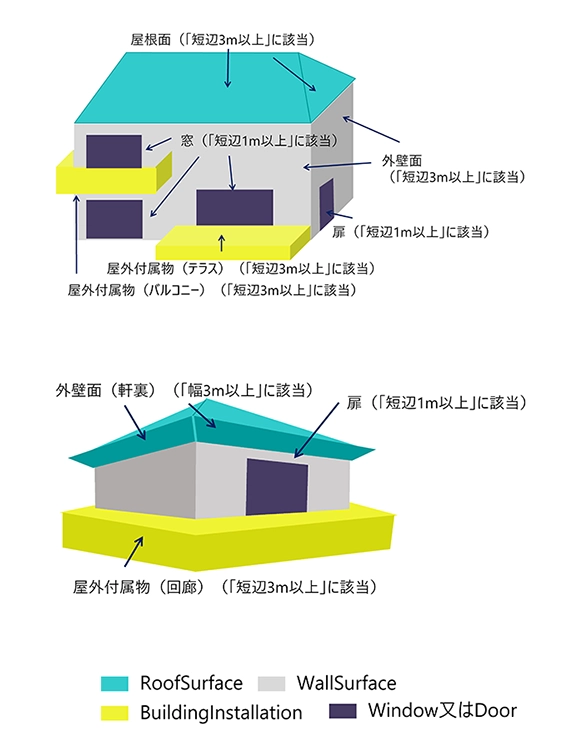 屋根面（「短辺3m以上」に該当）
窓（「短辺1m以上」に該当）
外壁面
（「短辺3m以上」に該当）
扉（「短辺1m以上」に該当）
屋外付属物（テラス）（「短辺3m以上」に該当）
屋外付属物（バルコニー）（「短辺3m以上」に該当）
外壁面（軒裏）（「幅3m以上」に該当）
扉（「短辺1m以上」に該当）
屋外付属物（回廊）（「短辺3m以上」に該当）
RoofSurface WallSurface
BuildingInstallation Window又はDoor